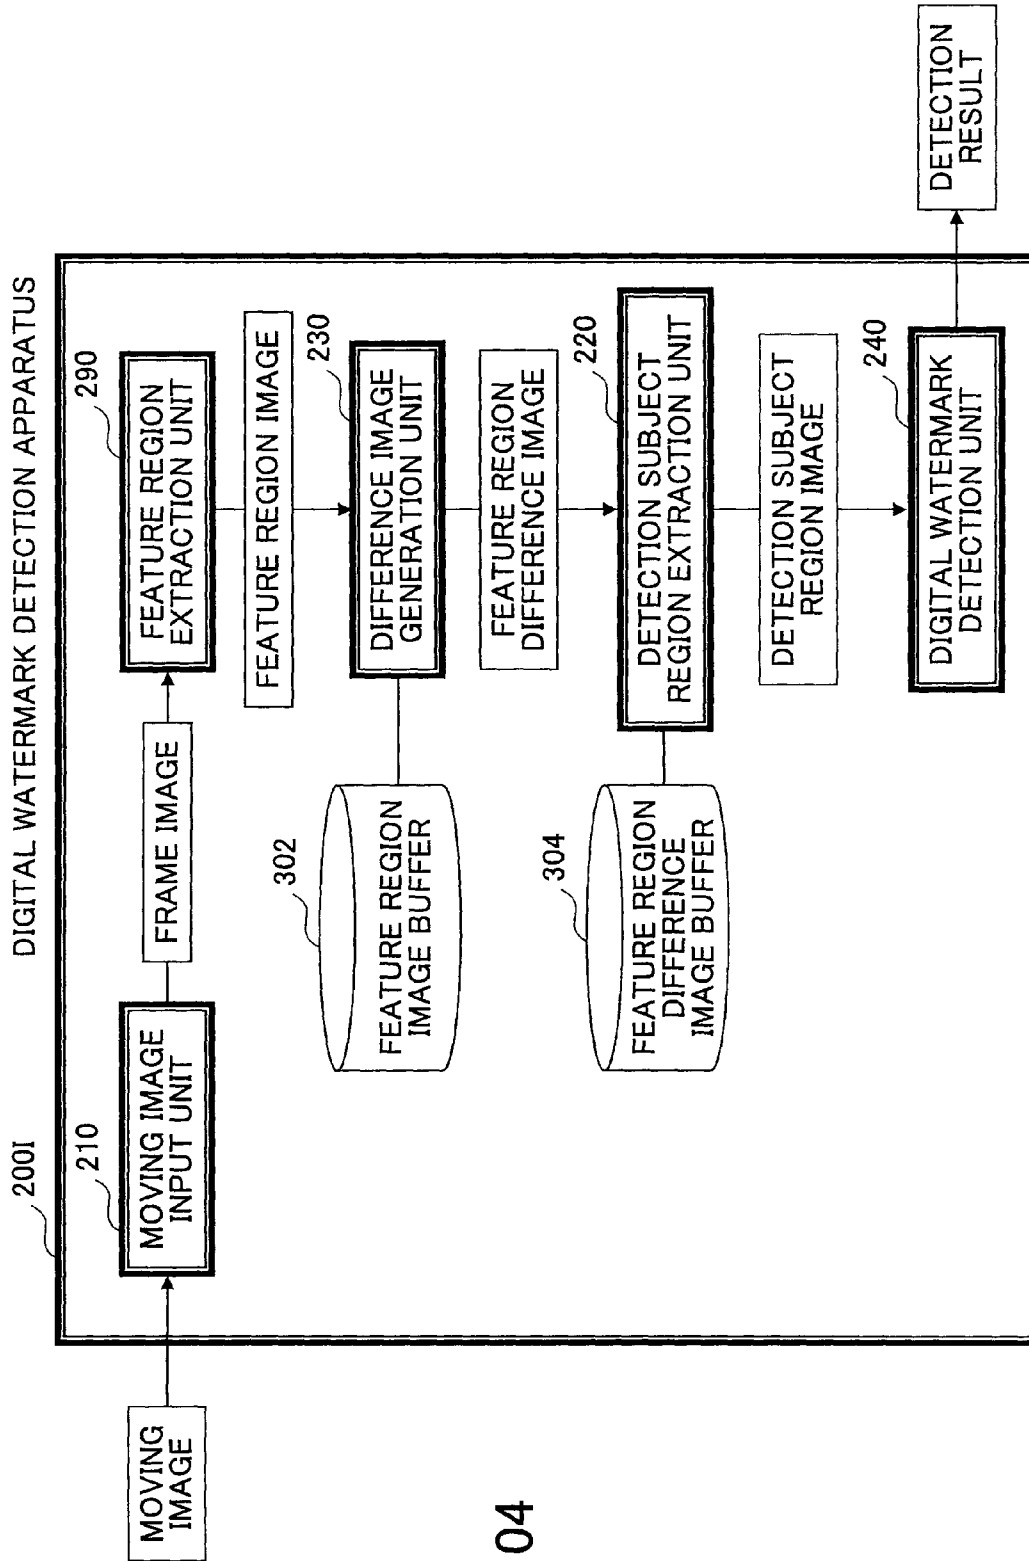 DIGITAL WATERMARK DETECTION APPARATUS
200I
MOVING
IMAGE
210
MOVING IMAGE
INPUT UNIT
FRAME IMAGE
290
FEATURE REGION
EXTRACTION UNIT
FEATURE REGION IMAGE
302
FEATURE REGION
IMAGE BUFFER
230
DIFFERENCE IMAGE
GENERATION UNIT
FEATURE REGION
DIFFERENCE IMAGE
304
FEATURE REGION
DIFFERENCE
IMAGE BUFFER
220
DETECTION SUBJECT
REGION EXTRACTION UNIT
DETECTION SUBJECT
REGION IMAGE
240
DIGITAL WATERMARK
DETECTION UNIT
DETECTION
RESULT
04